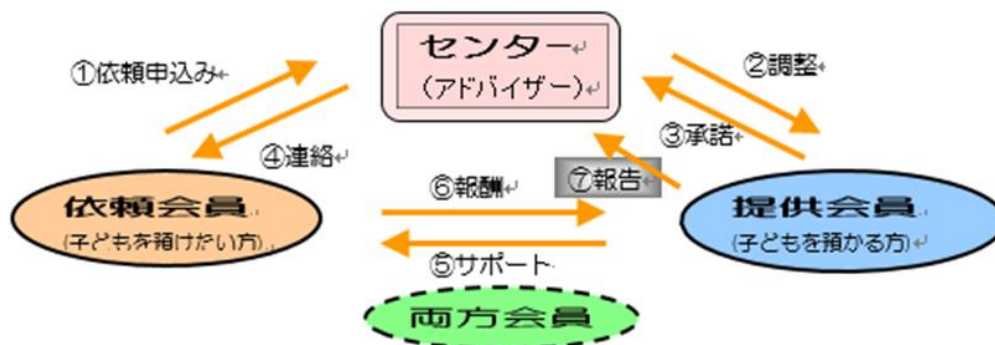 センター
(アドバイザー)
①依頼申込み
②調整
③承諾
④連絡
⑥報酬
⑦報告
依頼会員
(子どもを預けたい方)
提供会員
(子どもを預かる方)
⑤サポート
両方会員